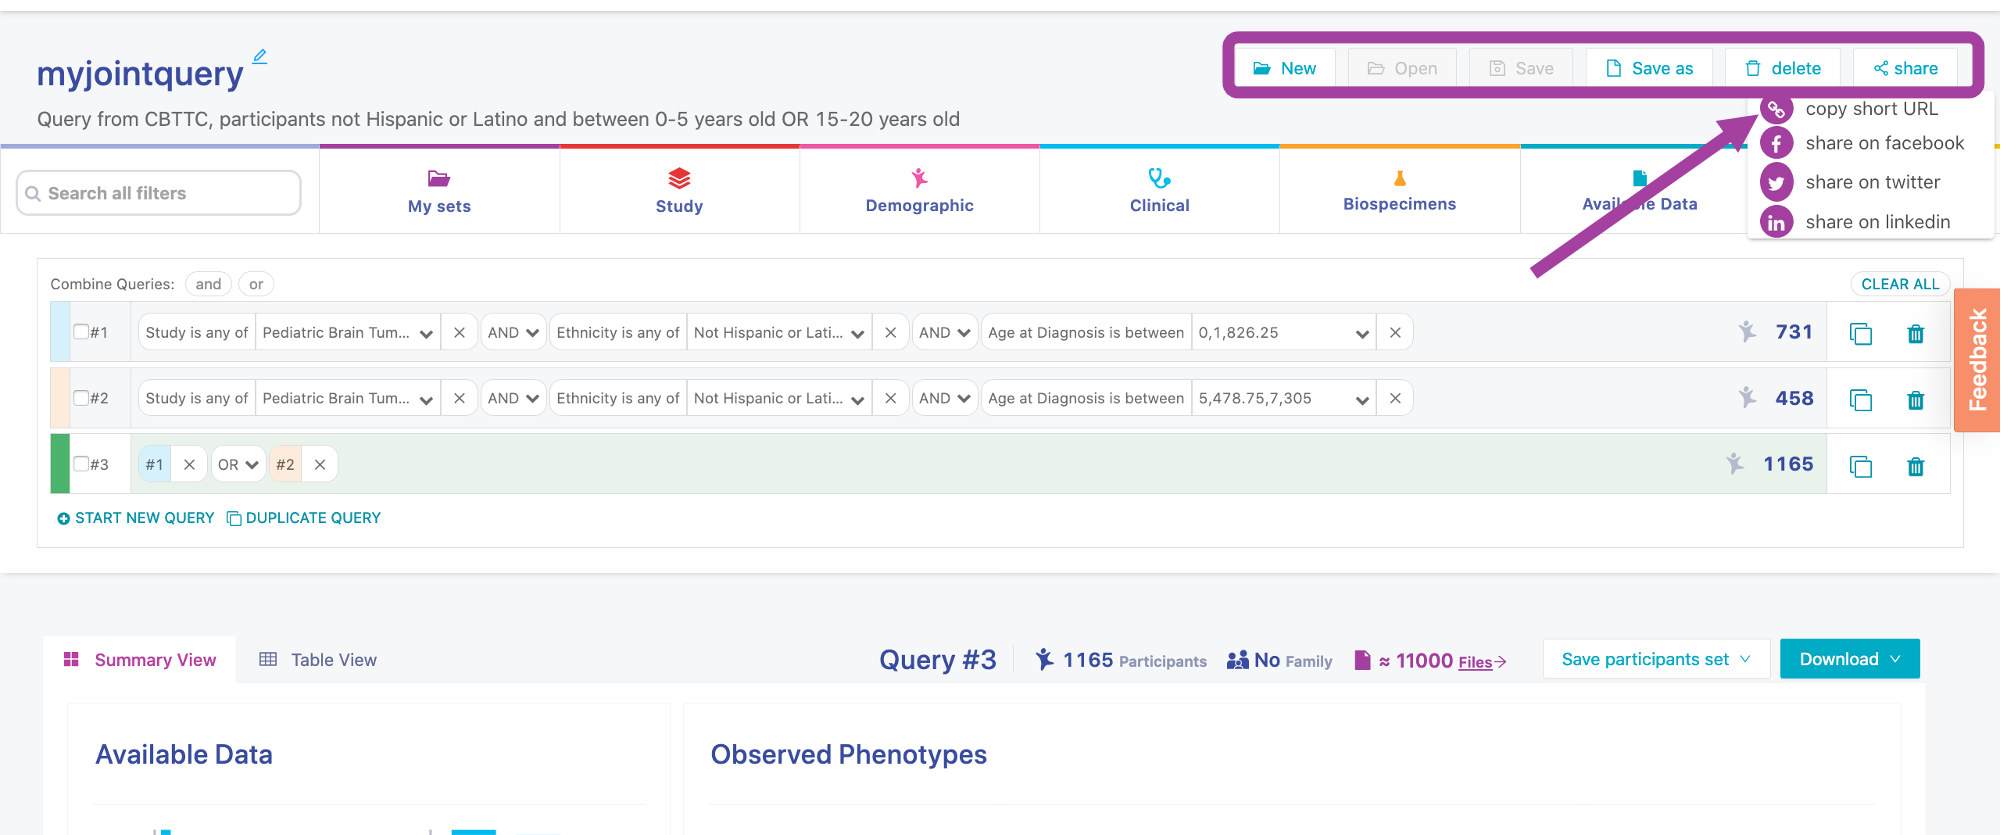 myjointquery
New Open Save Save as delete share
Query from CBTTC, participants not Hispanic or Latino and between 0-5 years old OR 15-20 years old
copy short URL
share on facebook
share on twitter
share on linkedin
Search all filters
My sets
Study
Demographic
Clinical
Biospecimens
Available Data
Combine Queries: and or CLEAR ALL
#1 Study is any of Pediatric Brain Tum... AND Ethnicity is any of Not Hispanic or Lati... AND Age at Diagnosis is between 0,1,826.25 731
#2 Study is any of Pediatric Brain Tum... AND Ethnicity is any of Not Hispanic or Lati... AND Age at Diagnosis is between 5,478.75,7,305 458
#3 #1 OR #2 1165
START NEW QUERY DUPLICATE QUERY
Feedback
Summary View Table View Query #3 1165 Participants No Family ≈ 11000 Files Save participants set Download
Available Data Observed Phenotypes